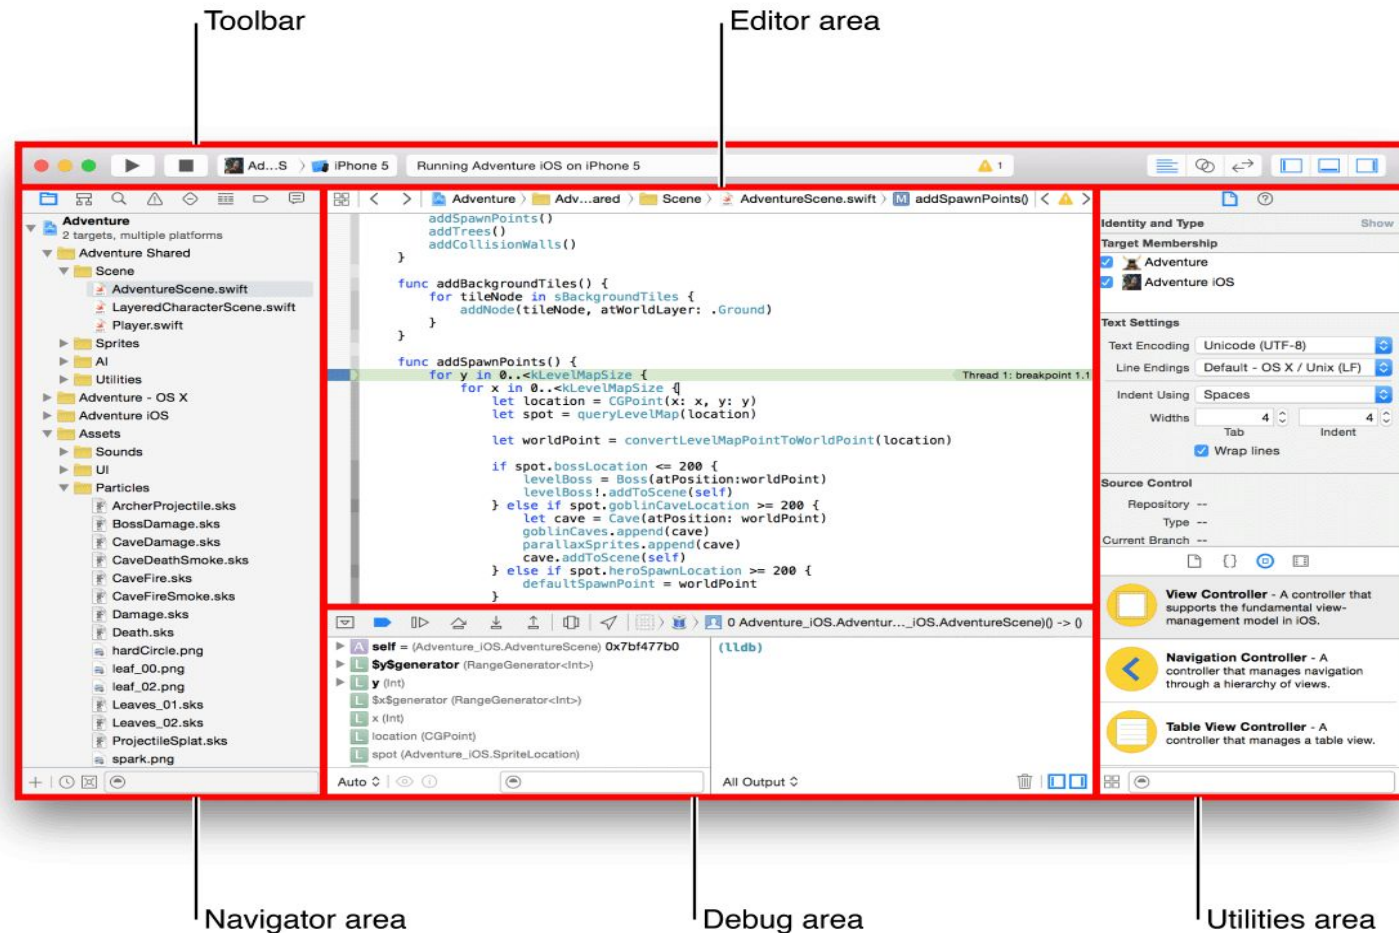 Toolbar
Editor area
Ad...S
iPhone 5
Running Adventure iOS on iPhone 5
1
Adventure
2 targets, multiple platforms
Adventure Shared
Scene
AdventureScene.swift
LayeredCharacterScene.swift
Player.swift
Sprites
AI
Utilities
Adventure - OS X
Adventure iOS
Assets
Sounds
UI
Particles
ArcherProjectile.sks
BossDamage.sks
CaveDamage.sks
CaveDeathSmoke.sks
CaveFire.sks
CaveFireSmoke.sks
Damage.sks
Death.sks
hardCircle.png
leaf_00.png
leaf_02.png
Leaves_01.sks
Leaves_02.sks
ProjectileSplat.sks
spark.png
Adventure Adv...ared Scene AdventureScene.swift M addSpawnPoints()
addSpawnPoints()
addTrees()
addCollisionWalls()
}
func addBackgroundTiles() {
for tileNode in sBackgroundTiles {
addNode(tileNode, atWorldLayer: .Ground)
}
}
func addSpawnPoints() {
for y in 0..<kLevelMapSize {
Thread 1: breakpoint 1.1
for x in 0..<kLevelMapSize {
let location = CGPoint(x: x, y: y)
let spot = queryLevelMap(location)
let worldPoint = convertLevelMapPointToWorldPoint(location)
if spot.bossLocation <= 200 {
levelBoss = Boss(atPosition:worldPoint)
levelBoss!.addToScene(self)
} else if spot.goblinCaveLocation >= 200 {
let cave = Cave(atPosition: worldPoint)
goblinCaves.append(cave)
parallaxSprites.append(cave)
cave.addToScene(self)
} else if spot.heroSpawnLocation >= 200 {
defaultSpawnPoint = worldPoint
}
0 Adventure_iOS.Adventur..._iOS.AdventureScene)() -> ()
A self = (Adventure_iOS.AdventureScene) 0x7bf477b0
L $y$generator (RangeGenerator<Int>)
L y (Int)
L $x$generator (RangeGenerator<Int>)
L x (Int)
L location (CGPoint)
L spot (Adventure_iOS.SpriteLocation)
Auto
(lldb)
All Output
Identity and Type
Show
Target Membership
Adventure
Adventure iOS
Text Settings
Text Encoding Unicode (UTF-8)
Line Endings Default - OS X / Unix (LF)
Indent Using Spaces
Widths 4 4
Tab Indent
Wrap lines
Source Control
Repository --
Type --
Current Branch --
{}
View Controller - A controller that
supports the fundamental view-
management model in iOS.
Navigation Controller - A
controller that manages navigation
through a hierarchy of views.
Table View Controller - A
controller that manages a table view.
Navigator area
Debug area
Utilities area